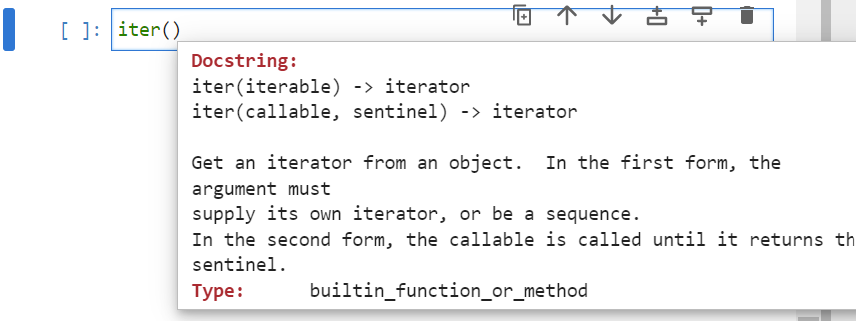 [ ]: iter()
Docstring:
iter(iterable) -> iterator
iter(callable, sentinel) -> iterator
Get an iterator from an object.  In the first form, the
argument must
supply its own iterator, or be a sequence.
In the second form, the callable is called until it returns th
sentinel.
Type:      builtin_function_or_method